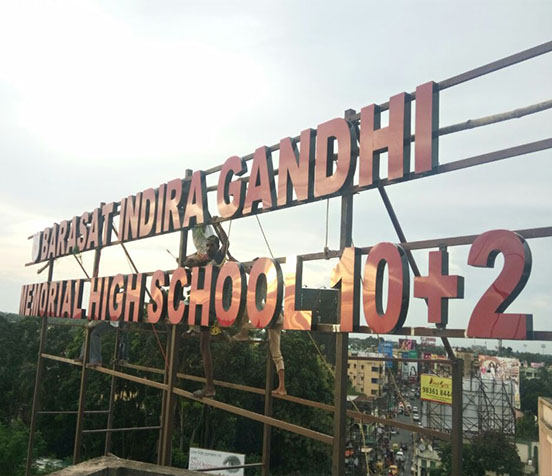 BARASAT INDIRA GANDHI
MEMORIAL HIGH SCHOOL 10+2